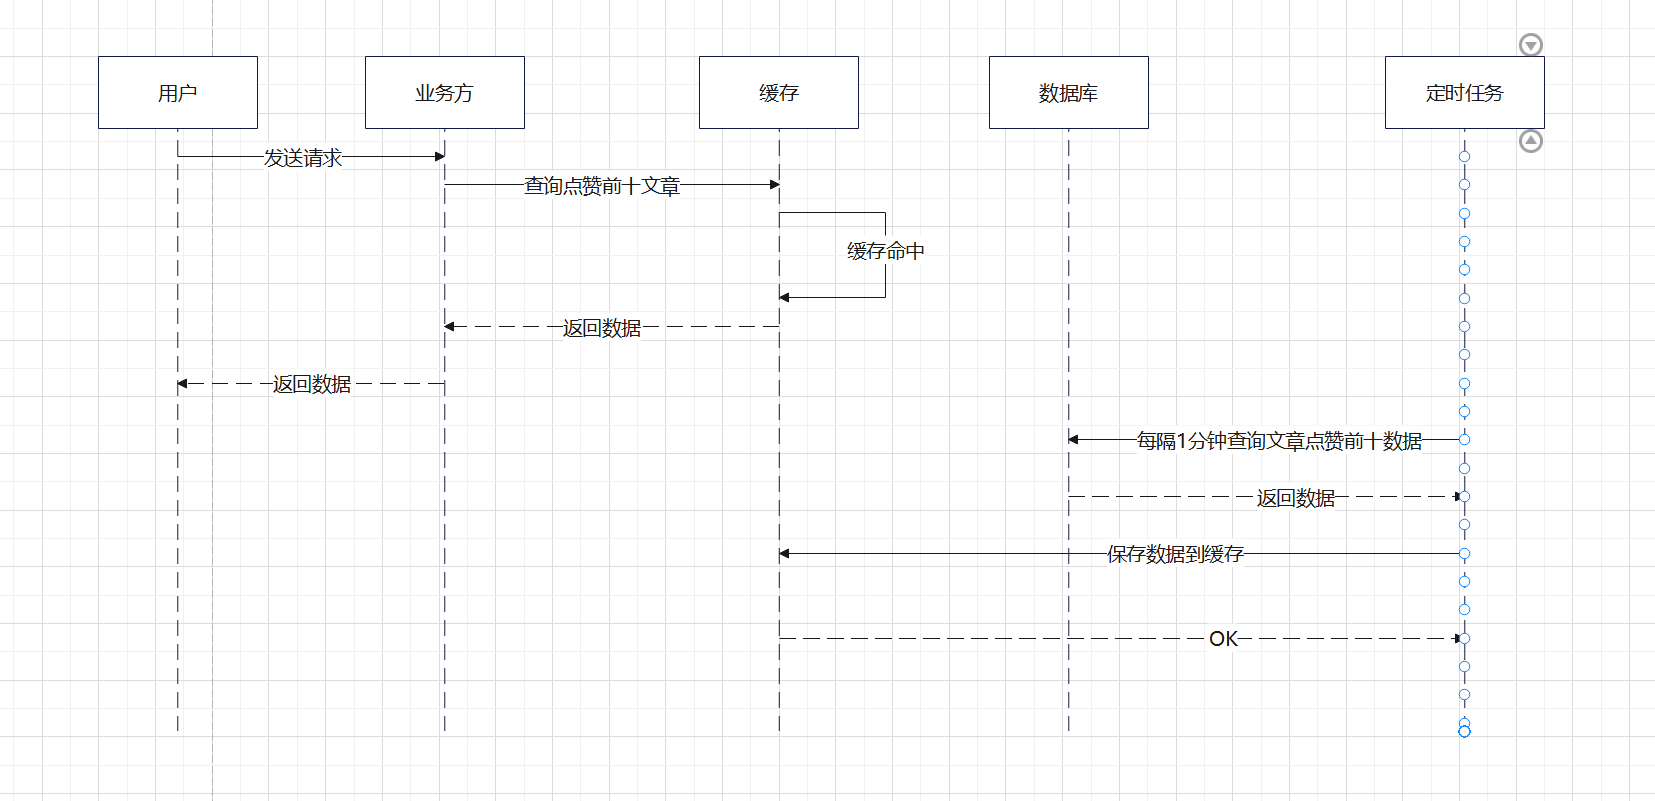 用户
业务方
缓存
数据库
定时任务
发送请求
查询点赞前十文章
缓存命中
返回数据
返回数据
每隔1分钟查询文章点赞前十数据
返回数据
保存数据到缓存
OK